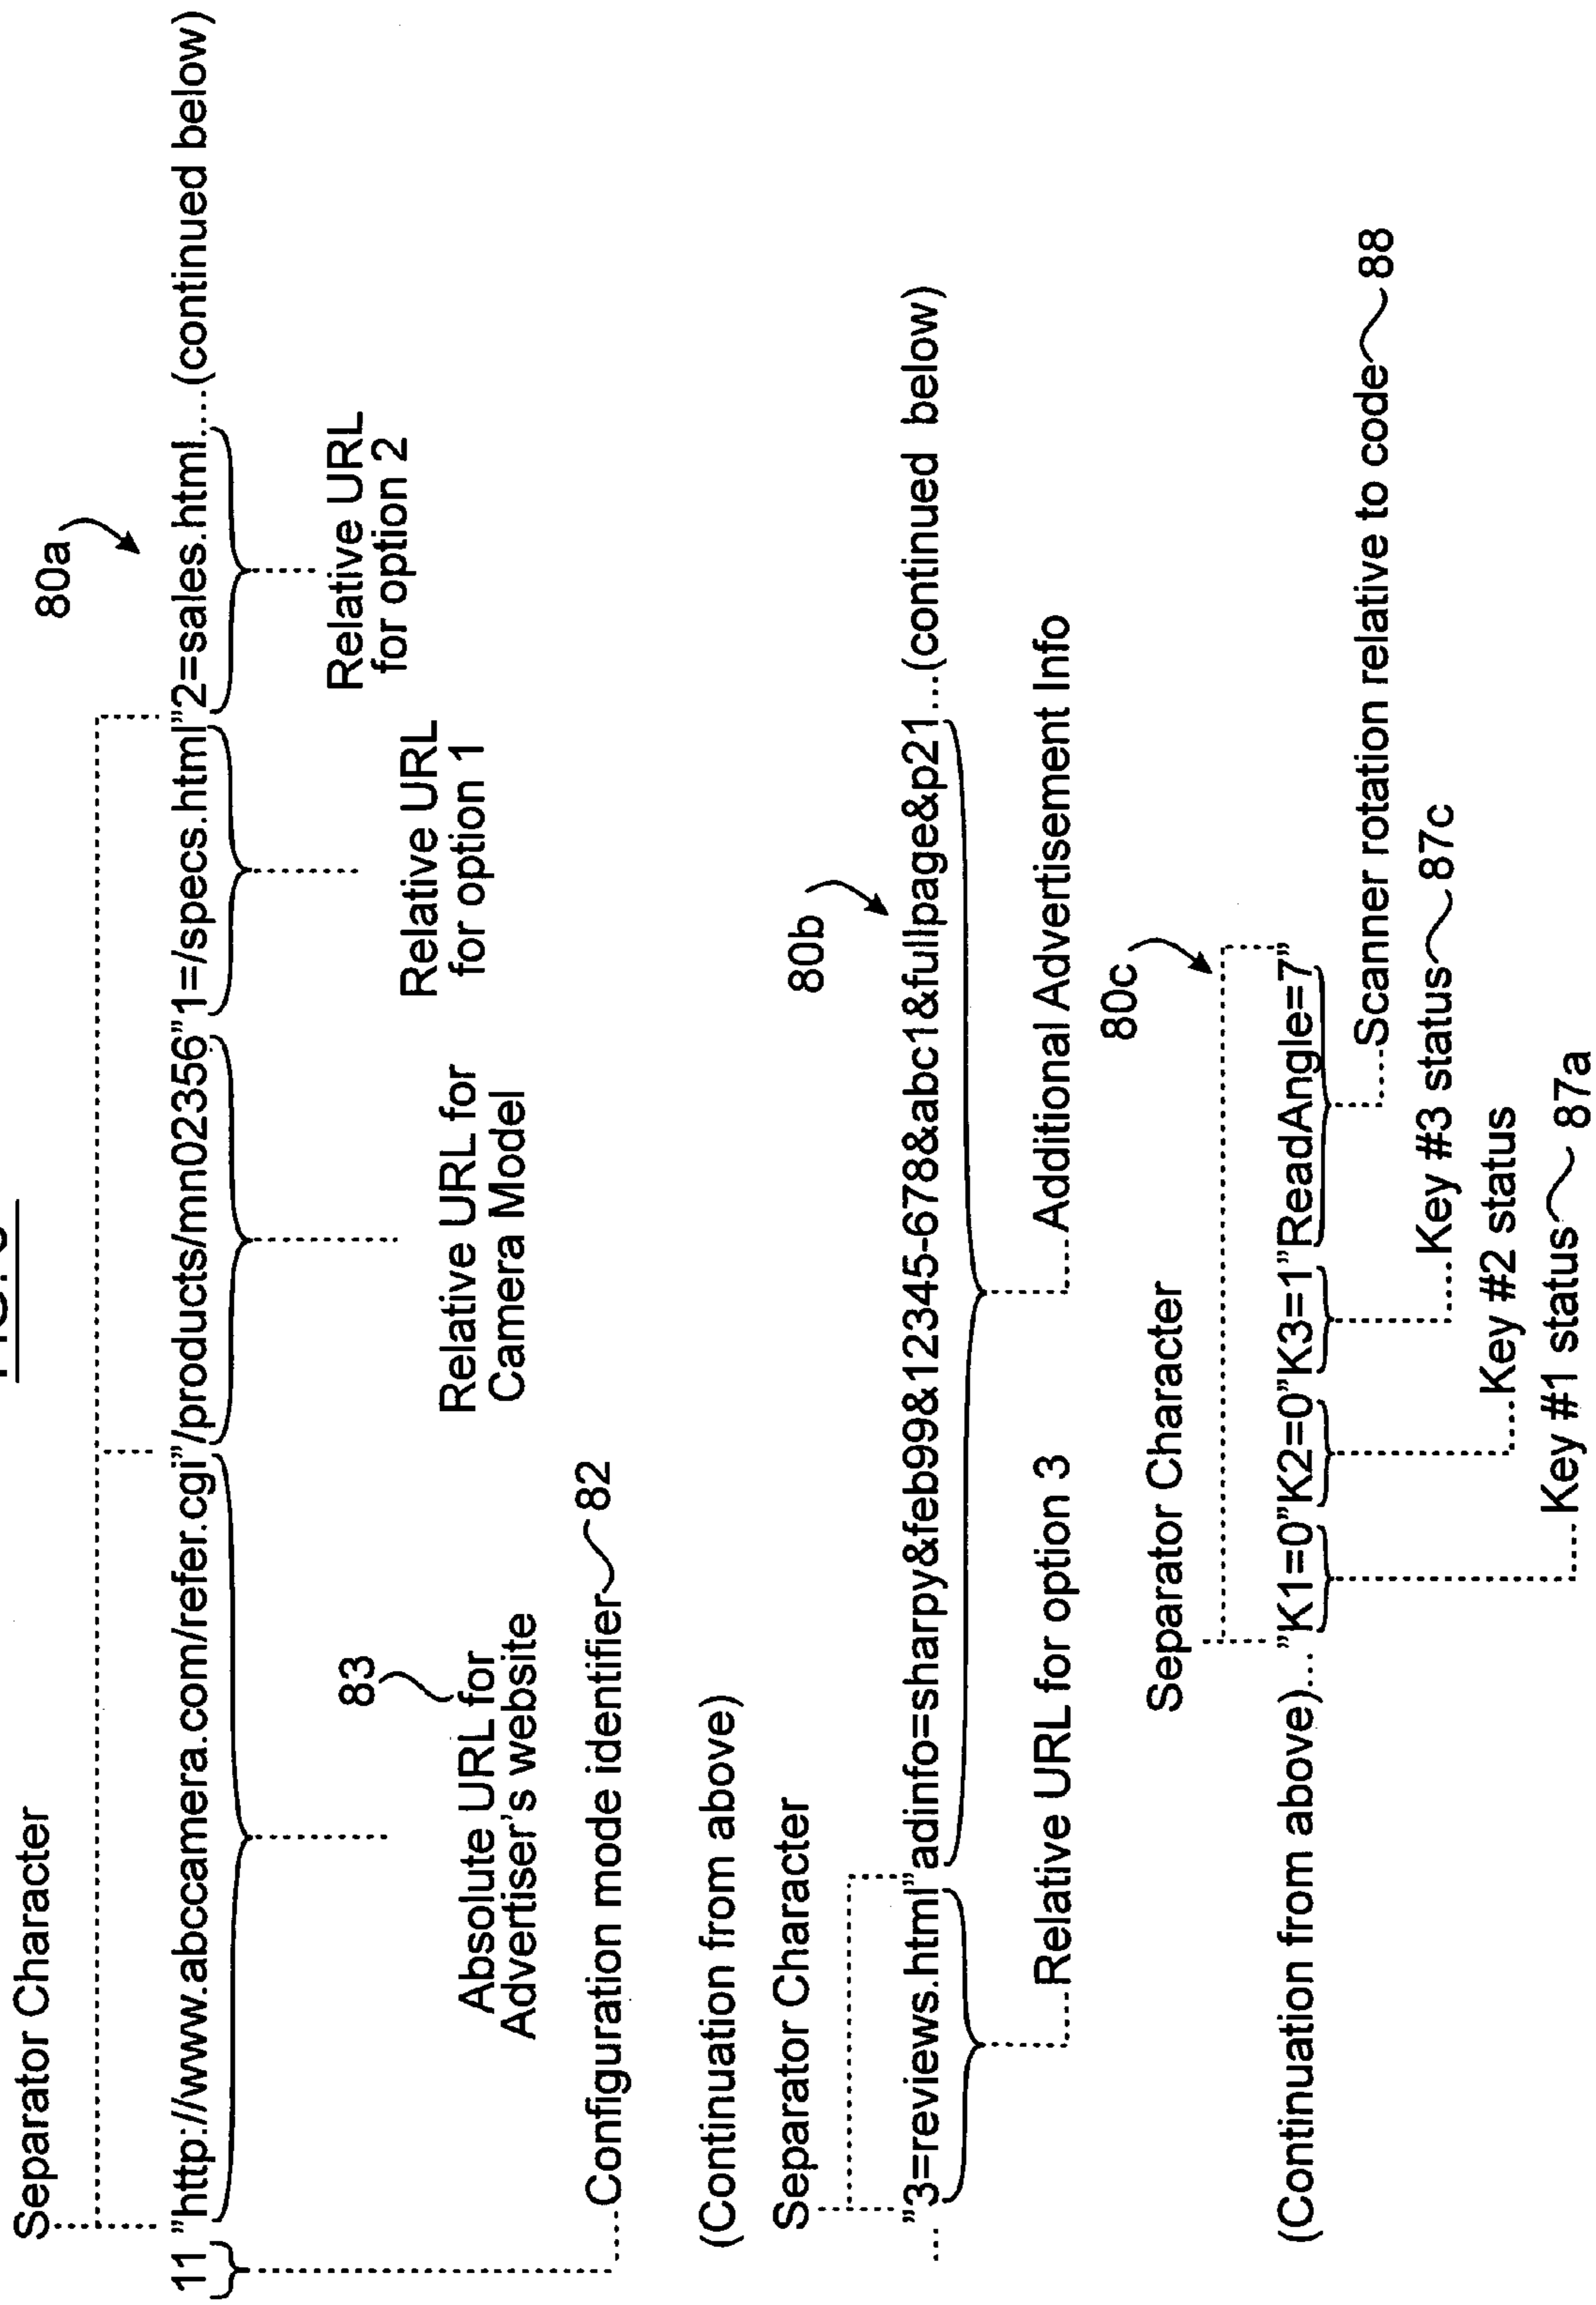 Separator Character
80a
11 "http://www.abccamera.com/refer.cgi"/products/mn02356"1=/specs.html"2=sales.html....(continued below)
Relative URL
for option 2
Relative URL
for option 1
Relative URL for
Camera Model
83
Absolute URL for
Advertiser's website
Configuration mode identifier 82
(Continuation from above)
Separator Character
80b
..."3=reviews.html"adinfo=sharpy&feb99&12345-678&abc1&fullpage&p21...(continued below)
Relative URL for option 3
Additional Advertisement Info
Separator Character
80c
(Continuation from above)..."K1=0"K2=0"K3=1"ReadAngle=7"
Scanner rotation relative to code 88
Key #3 status 87c
Key #2 status
Key #1 status 87a